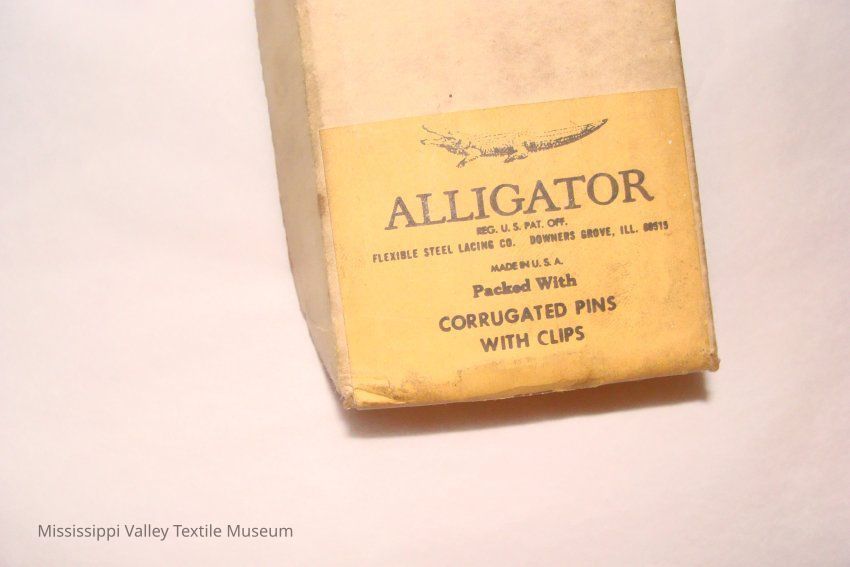 ALLIGATOR
REG. U. S. PAT. OFF.
FLEXIBLE STEEL LACING CO. DOWNERS GROVE, ILL. 60515
MADE IN U. S. A.
Packed With
CORRUGATED PINS
WITH CLIPS
Mississippi Valley Textile Museum